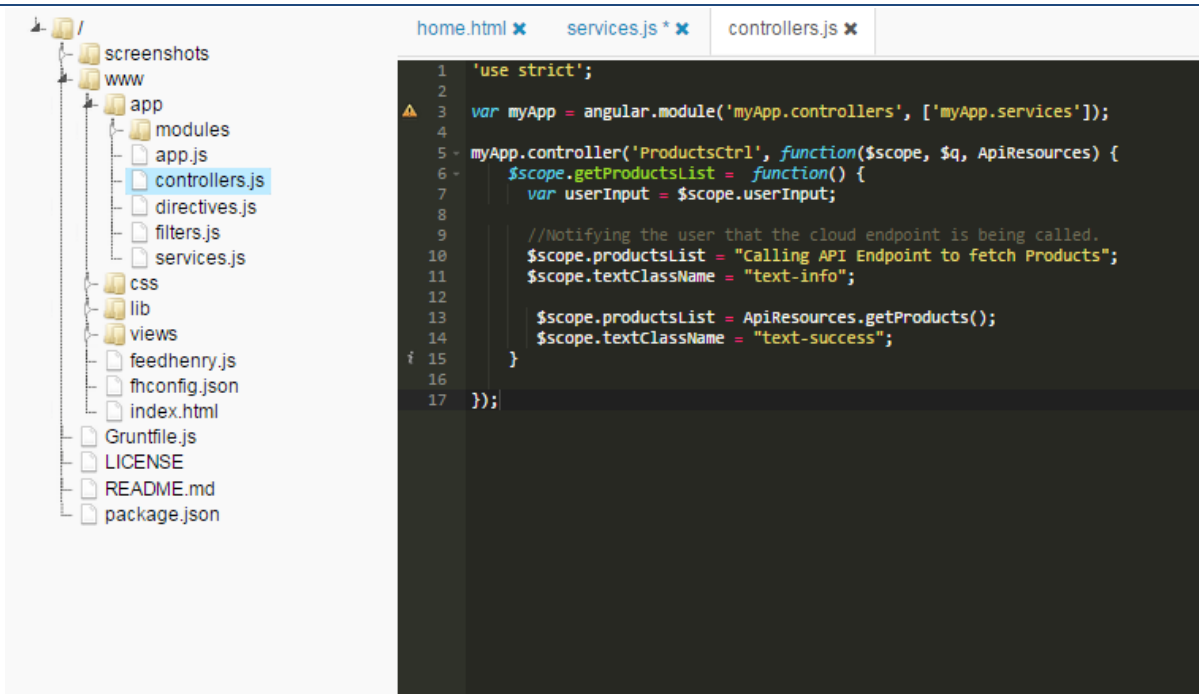 /
screenshots
www
app
modules
app.js
controllers.js
directives.js
filters.js
services.js
css
lib
views
feedhenry.js
fhconfig.json
index.html
Gruntfile.js
LICENSE
README.md
package.json
home.html ✖ services.js * ✖ controllers.js ✖
1 'use strict';
2
3 var myApp = angular.module('myApp.controllers', ['myApp.services']);
4
5 myApp.controller('ProductsCtrl', function($scope, $q, ApiResources) {
6 $scope.getProductsList = function() {
7 var userInput = $scope.userInput;
8
9 //Notifying the user that the cloud endpoint is being called.
10 $scope.productsList = "Calling API Endpoint to fetch Products";
11 $scope.textClassName = "text-info";
12
13 $scope.productsList = ApiResources.getProducts();
14 $scope.textClassName = "text-success";
i 15 }
16
17 });